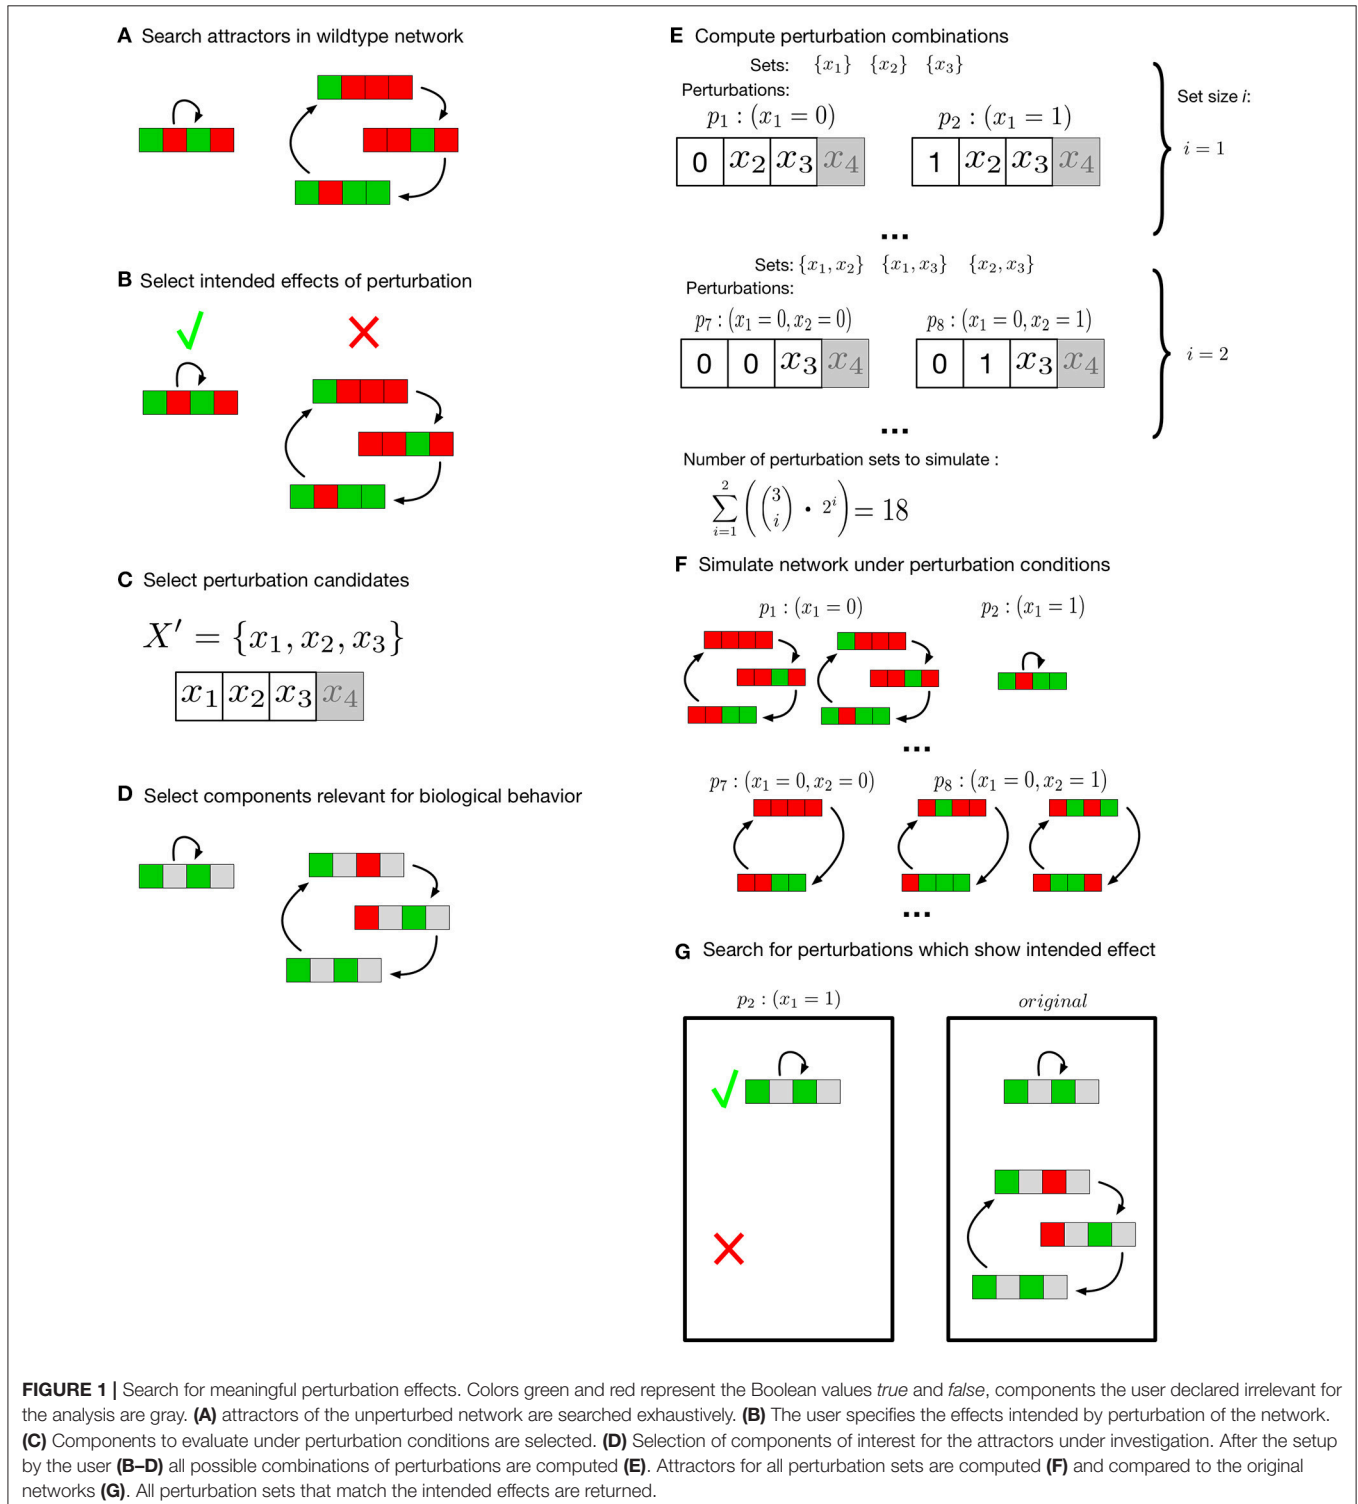 A Search attractors in wildtype network
B Select intended effects of perturbation
C Select perturbation candidates
X′ = {x₁, x₂, x₃}
x₁ x₂ x₃ x₄
D Select components relevant for biological behavior
E Compute perturbation combinations
Sets: {x₁} {x₂} {x₃}
Perturbations:
Set size i:
p₁ : (x₁ = 0) p₂ : (x₁ = 1)
0 x₂ x₃ x₄ 1 x₂ x₃ x₄
i = 1
...
Sets: {x₁, x₂} {x₁, x₃} {x₂, x₃}
Perturbations:
p₇ : (x₁ = 0, x₂ = 0) p₈ : (x₁ = 0, x₂ = 1)
0 0 x₃ x₄ 0 1 x₃ x₄
i = 2
...
Number of perturbation sets to simulate :
∑²ᵢ₌₁ ((3 i) · 2ⁱ) = 18
F Simulate network under perturbation conditions
p₁ : (x₁ = 0) p₂ : (x₁ = 1)
...
p₇ : (x₁ = 0, x₂ = 0) p₈ : (x₁ = 0, x₂ = 1)
...
G Search for perturbations which show intended effect
p₂ : (x₁ = 1) original
FIGURE 1 | Search for meaningful perturbation effects. Colors green and red represent the Boolean values true and false, components the user declared irrelevant for
the analysis are gray. (A) attractors of the unperturbed network are searched exhaustively. (B) The user specifies the effects intended by perturbation of the network.
(C) Components to evaluate under perturbation conditions are selected. (D) Selection of components of interest for the attractors under investigation. After the setup
by the user (B–D) all possible combinations of perturbations are computed (E). Attractors for all perturbation sets are computed (F) and compared to the original
networks (G). All perturbation sets that match the intended effects are returned.